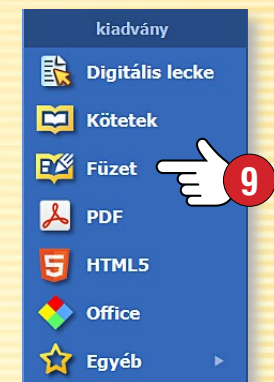 kiadvány
Digitális lecke
Kötetek
Füzet
9
PDF
HTML5
Office
Egyéb